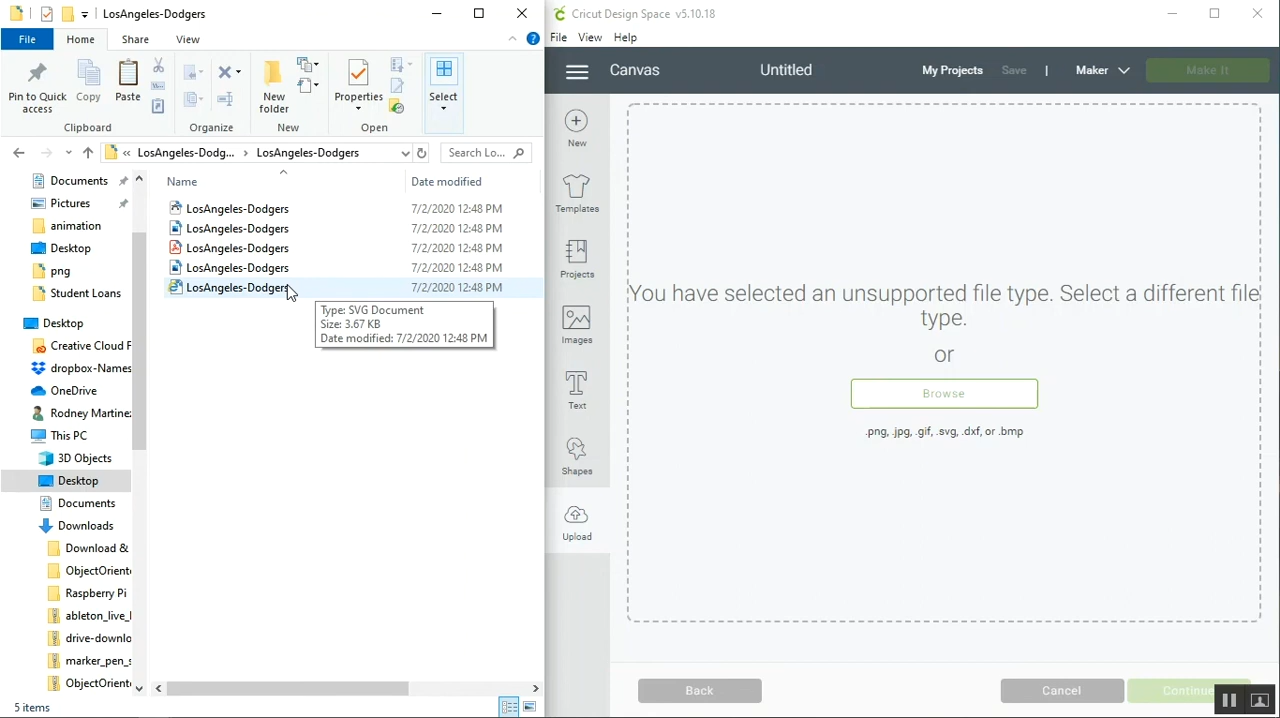 LosAngeles-Dodgers
File
Home
Share
View
Pin to Quick
access
Copy
Paste
Clipboard
Organize
New
folder
New
Properties
Open
Select
LosAngeles-Dodg...
LosAngeles-Dodgers
Search Lo...
Documents
Pictures
animation
Desktop
png
Student Loans
Desktop
Creative Cloud F
dropbox-Names
OneDrive
Rodney Martine
This PC
3D Objects
Desktop
Documents
Downloads
Download &
ObjectOriente
Raspberry Pi
ableton_live_l
drive-downlo
marker_pen_s
ObjectOriente
Name
Date modified
LosAngeles-Dodgers 7/2/2020 12:48 PM
LosAngeles-Dodgers 7/2/2020 12:48 PM
LosAngeles-Dodgers 7/2/2020 12:48 PM
LosAngeles-Dodgers 7/2/2020 12:48 PM
LosAngeles-Dodgers 7/2/2020 12:48 PM
Type: SVG Document
Size: 3.67 KB
Date modified: 7/2/2020 12:48 PM
5 items
Cricut Design Space v5.10.18
File View Help
Canvas
Untitled
My Projects
Save
|
Maker
Make It
New
Templates
Projects
Images
Text
Shapes
Upload
You have selected an unsupported file type. Select a different file
type.
or
Browse
.png, .jpg, .gif, .svg, .dxf, or .bmp
Back
Cancel
Continue